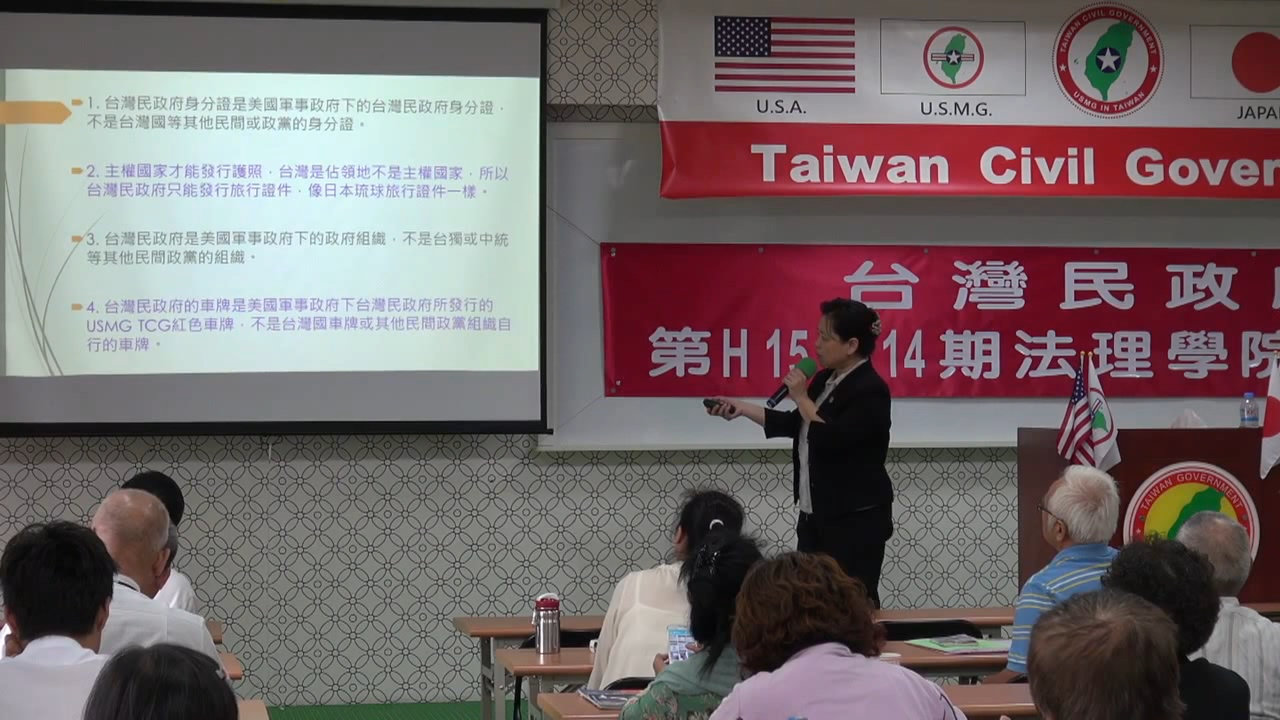 1. 台灣民政府身分證是美國軍事政府下的台灣民政府身分證，
不是台灣國等其他民間或政黨的身分證。
2. 主權國家才能發行護照，台灣是佔領地不是主權國家，所以
台灣民政府只能發行旅行證件，像日本琉球旅行證件一樣。
3. 台灣民政府是美國軍事政府下的政府組織，不是台獨或中統
等其他民間政黨的組織。
4. 台灣民政府的車牌是美國軍事政府下台灣民政府所發行的
USMG TCG紅色車牌，不是台灣國車牌或其他民間政黨組織自
行的車牌。
U.S.A.
U.S.M.G.
TAIWAN CIVIL GOVERNMENT
USMG IN TAIWAN
JAPA
Taiwan Civil Gover
台灣民政
第H 15 14期法理學院
TAIWAN GOVERNMENT